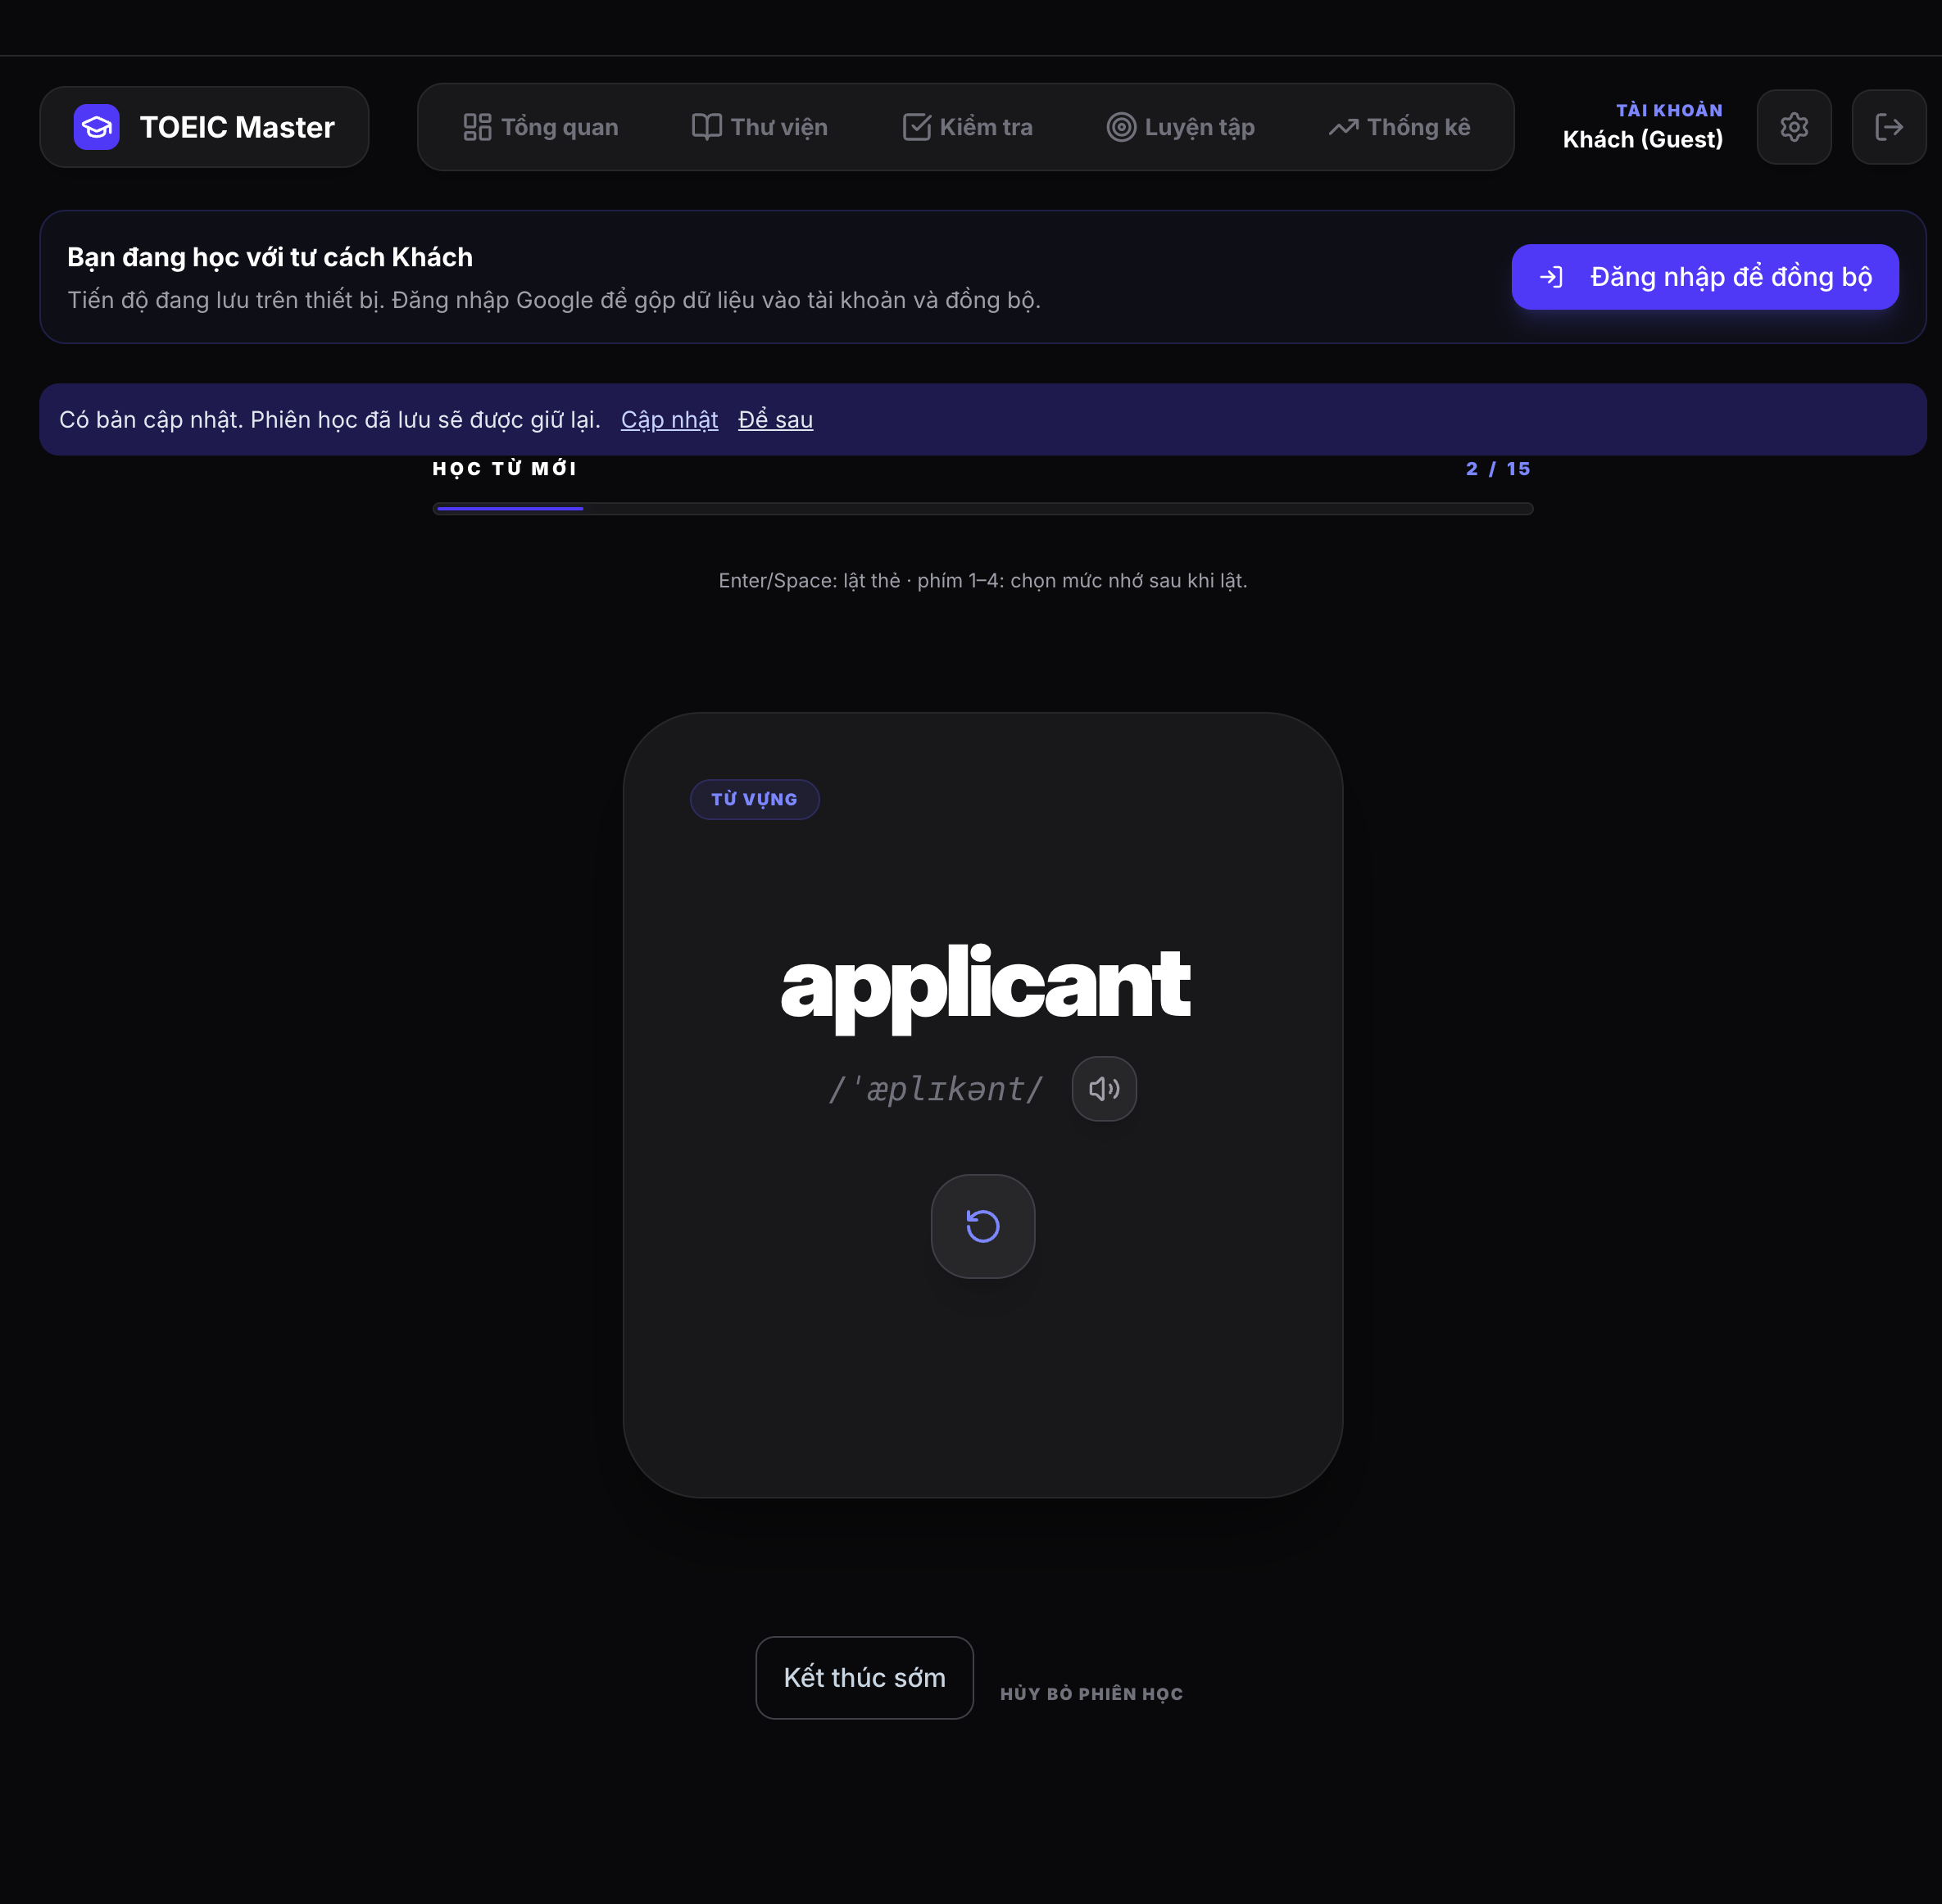 TOEIC Master
Tổng quan
Thư viện
Kiểm tra
Luyện tập
Thống kê
TÀI KHOẢN
Khách (Guest)
Bạn đang học với tư cách Khách
Tiến độ đang lưu trên thiết bị. Đăng nhập Google để gộp dữ liệu vào tài khoản và đồng bộ.
Đăng nhập để đồng bộ
Có bản cập nhật. Phiên học đã lưu sẽ được giữ lại. Cập nhật Để sau
HỌC TỪ MỚI
2 / 15
Enter/Space: lật thẻ · phím 1–4: chọn mức nhớ sau khi lật.
TỪ VỰNG
applicant
/ˈæplɪkənt/
Kết thúc sớm
HỦY BỎ PHIÊN HỌC